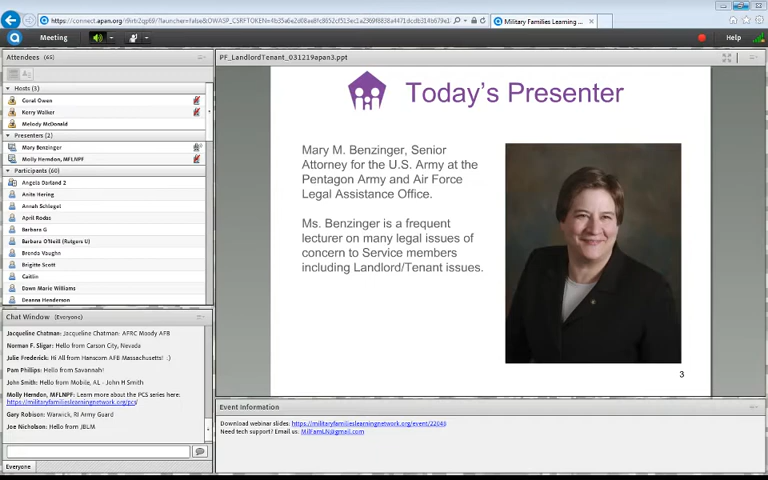 https://connect.apan.org/
Military Families Learning ...
Meeting
Help
Attendees (65)
PF_LandlordTenant_031219apan3.ppt
Hosts (3)
Coral Owen
Kerry Walker
Melody McDonald
Presenters (2)
Mary Benzinger
Molly Herndon, MFLNPF
Participants (60)
Angela Darland 2
Anita Hering
Annah Schlegel
April Rodas
Barbara G
Barbara O'Neill (Rutgers U)
Brenda Vaughn
Brigitte Scott
Caitlin
Dawn Marie Williams
Deanna Henderson
Today's Presenter
Mary M. Benzinger, Senior
Attorney for the U.S. Army at the
Pentagon Army and Air Force
Legal Assistance Office.
Ms. Benzinger is a frequent
lecturer on many legal issues of
concern to Service members
including Landlord/Tenant issues.
3
Chat Window (Everyone)
Jacqueline Chatman: Jacqueline Chatman: AFRC Moody AFB
Norman F. Sligar: Hello from Carson City, Nevada
Julie Frederick: Hi All from Hanscom AFB Massachusetts! :)
Pam Phillips: Hello from Savannah!
John Smith: Hello from Mobile, AL - John H Smith
Molly Herndon, MFLNPF: Learn more about the PCS series here:
https://militaryfamilieslearningnetwork.org/pcs/
Gary Robison: Warwick, RI Army Guard
Joe Nicholson: Hello from JBLM
Everyone
Event Information
Download webinar slides: https://militaryfamilieslearningnetwork.org/event/22043
Need tech support? Email us: MilFamLN@gmail.com